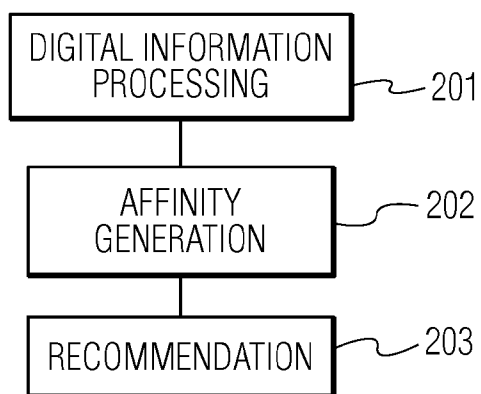 DIGITAL INFORMATION
PROCESSING
201
AFFINITY
GENERATION
202
RECOMMENDATION
203